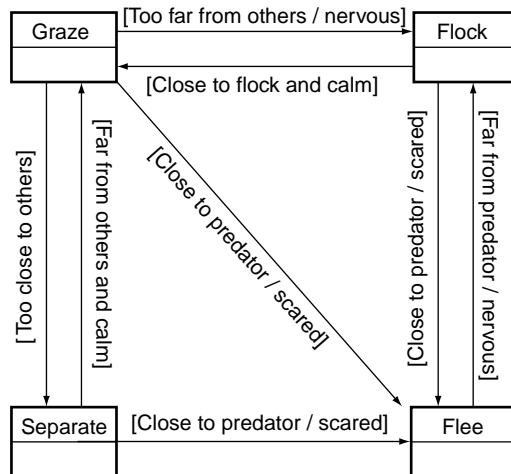 Graze
[Too far from others / nervous]
Flock
[Close to flock and calm]
[Too close to others]
[Far from others and calm]
[Close to predator / scared]
[Close to predator / scared]
[Far from predator / nervous]
Separate
[Close to predator / scared]
Flee